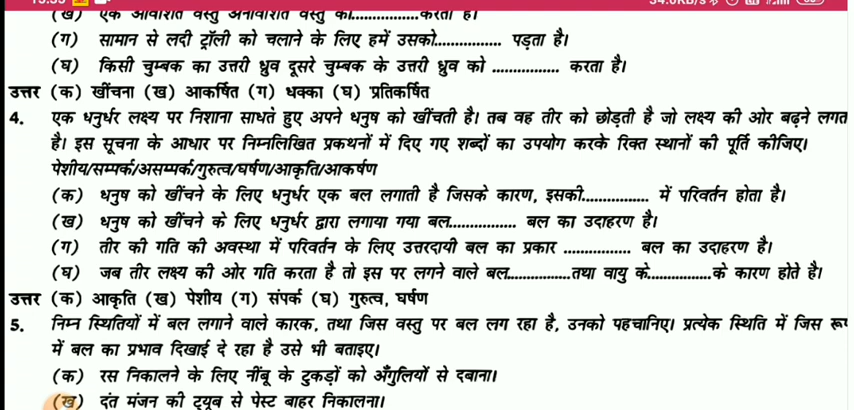 (ख) एक आवेशित वस्तु अनावेशित वस्तु को................करती है।
(ग) सामान से लदी ट्रॉली को चलाने के लिए हमें उसको................ पड़ता है।
(घ) किसी चुम्बक का उत्तरी ध्रुव दूसरे चुम्बक के उत्तरी ध्रुव को ................ करता है।
उत्तर (क) खींचना (ख) आकर्षित (ग) धक्का (घ) प्रतिकर्षित
4. एक धनुर्धर लक्ष्य पर निशाना साधते हुए अपने धनुष को खींचती है। तब वह तीर को छोड़ती है जो लक्ष्य की ओर बढ़ने लगत
है। इस सूचना के आधार पर निम्नलिखित प्रकथनों में दिए गए शब्दों का उपयोग करके रिक्त स्थानों की पूर्ति कीजिए।
पेशीय/सम्पर्क/असम्पर्क/गुरुत्व/घर्षण/आकृति/आकर्षण
(क) धनुष को खींचने के लिए धनुर्धर एक बल लगाती है जिसके कारण, इसकी................ में परिवर्तन होता है।
(ख) धनुष को खींचने के लिए धनुर्धर द्वारा लगाया गया बल................ बल का उदाहरण है।
(ग) तीर की गति की अवस्था में परिवर्तन के लिए उत्तरदायी बल का प्रकार ................ बल का उदाहरण है।
(घ) जब तीर लक्ष्य की ओर गति करता है तो इस पर लगने वाले बल...............तथा वायु के...............के कारण होते है।
उत्तर (क) आकृति (ख) पेशीय (ग) संपर्क (घ) गुरुत्व, घर्षण
5. निम्न स्थितियों में बल लगाने वाले कारक, तथा जिस वस्तु पर बल लग रहा है, उनको पहचानिए। प्रत्येक स्थिति में जिस रूप
में बल का प्रभाव दिखाई दे रहा है उसे भी बताइए।
(क) रस निकालने के लिए नींबू के टुकड़ों को अँगुलियों से दबाना।
(ख) दंत मंजन की ट्यूब से पेस्ट बाहर निकालना।